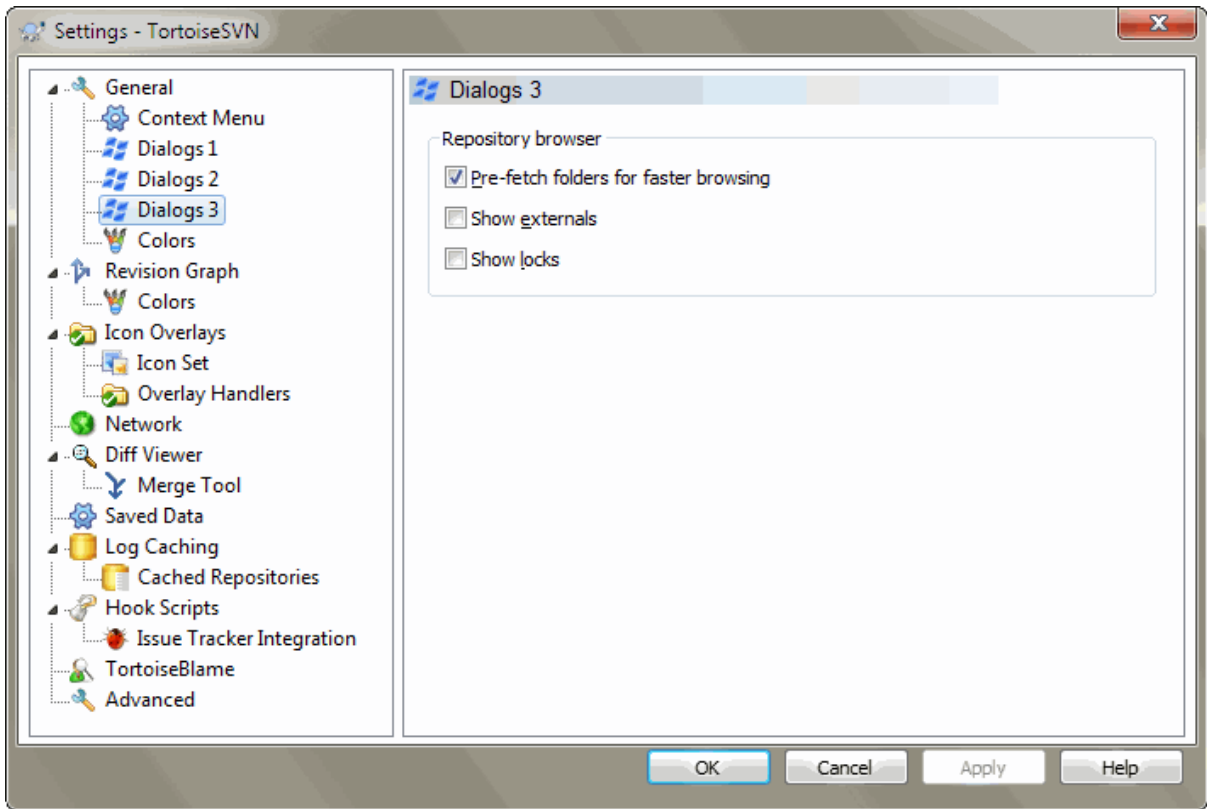 Settings - TortoiseSVN
General
Context Menu
Dialogs 1
Dialogs 2
Dialogs 3
Colors
Revision Graph
Colors
Icon Overlays
Icon Set
Overlay Handlers
Network
Diff Viewer
Merge Tool
Saved Data
Log Caching
Cached Repositories
Hook Scripts
Issue Tracker Integration
TortoiseBlame
Advanced
Dialogs 3
Repository browser
Pre-fetch folders for faster browsing
Show externals
Show locks
OK
Cancel
Apply
Help